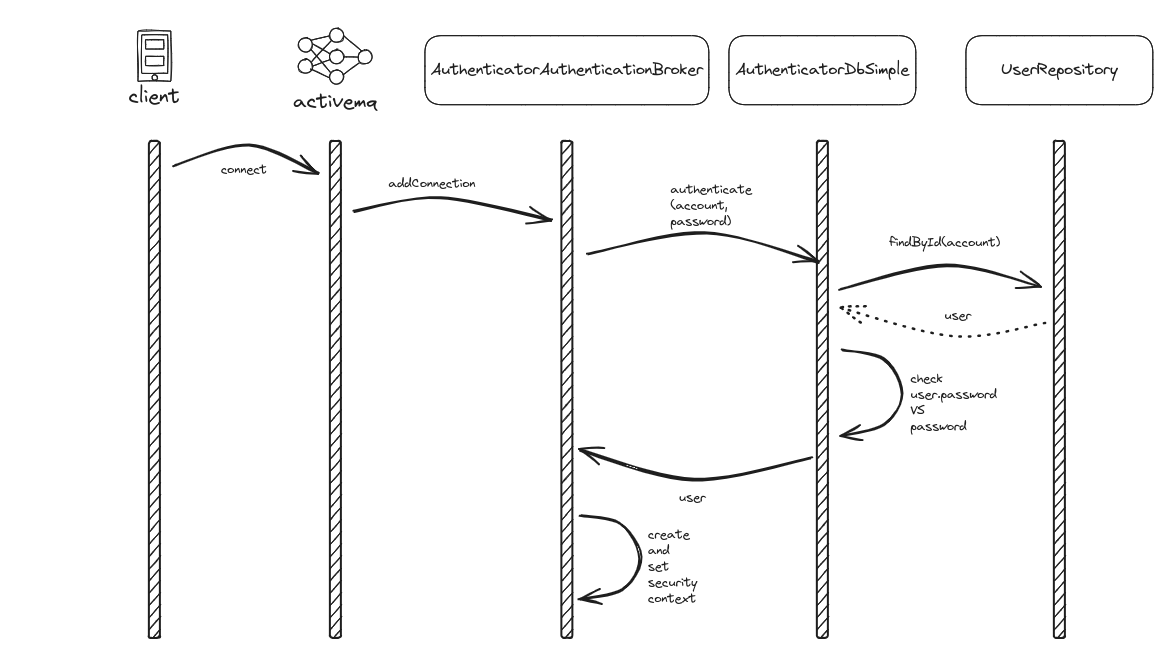 client
activemq
AuthenticatorAuthenticationBroker
AuthenticatorDbSimple
UserRepository
connect
addConnection
authenticate
(account,
password)
findById(account)
user
check
user.password
VS
password
user
create
and
set
security
context